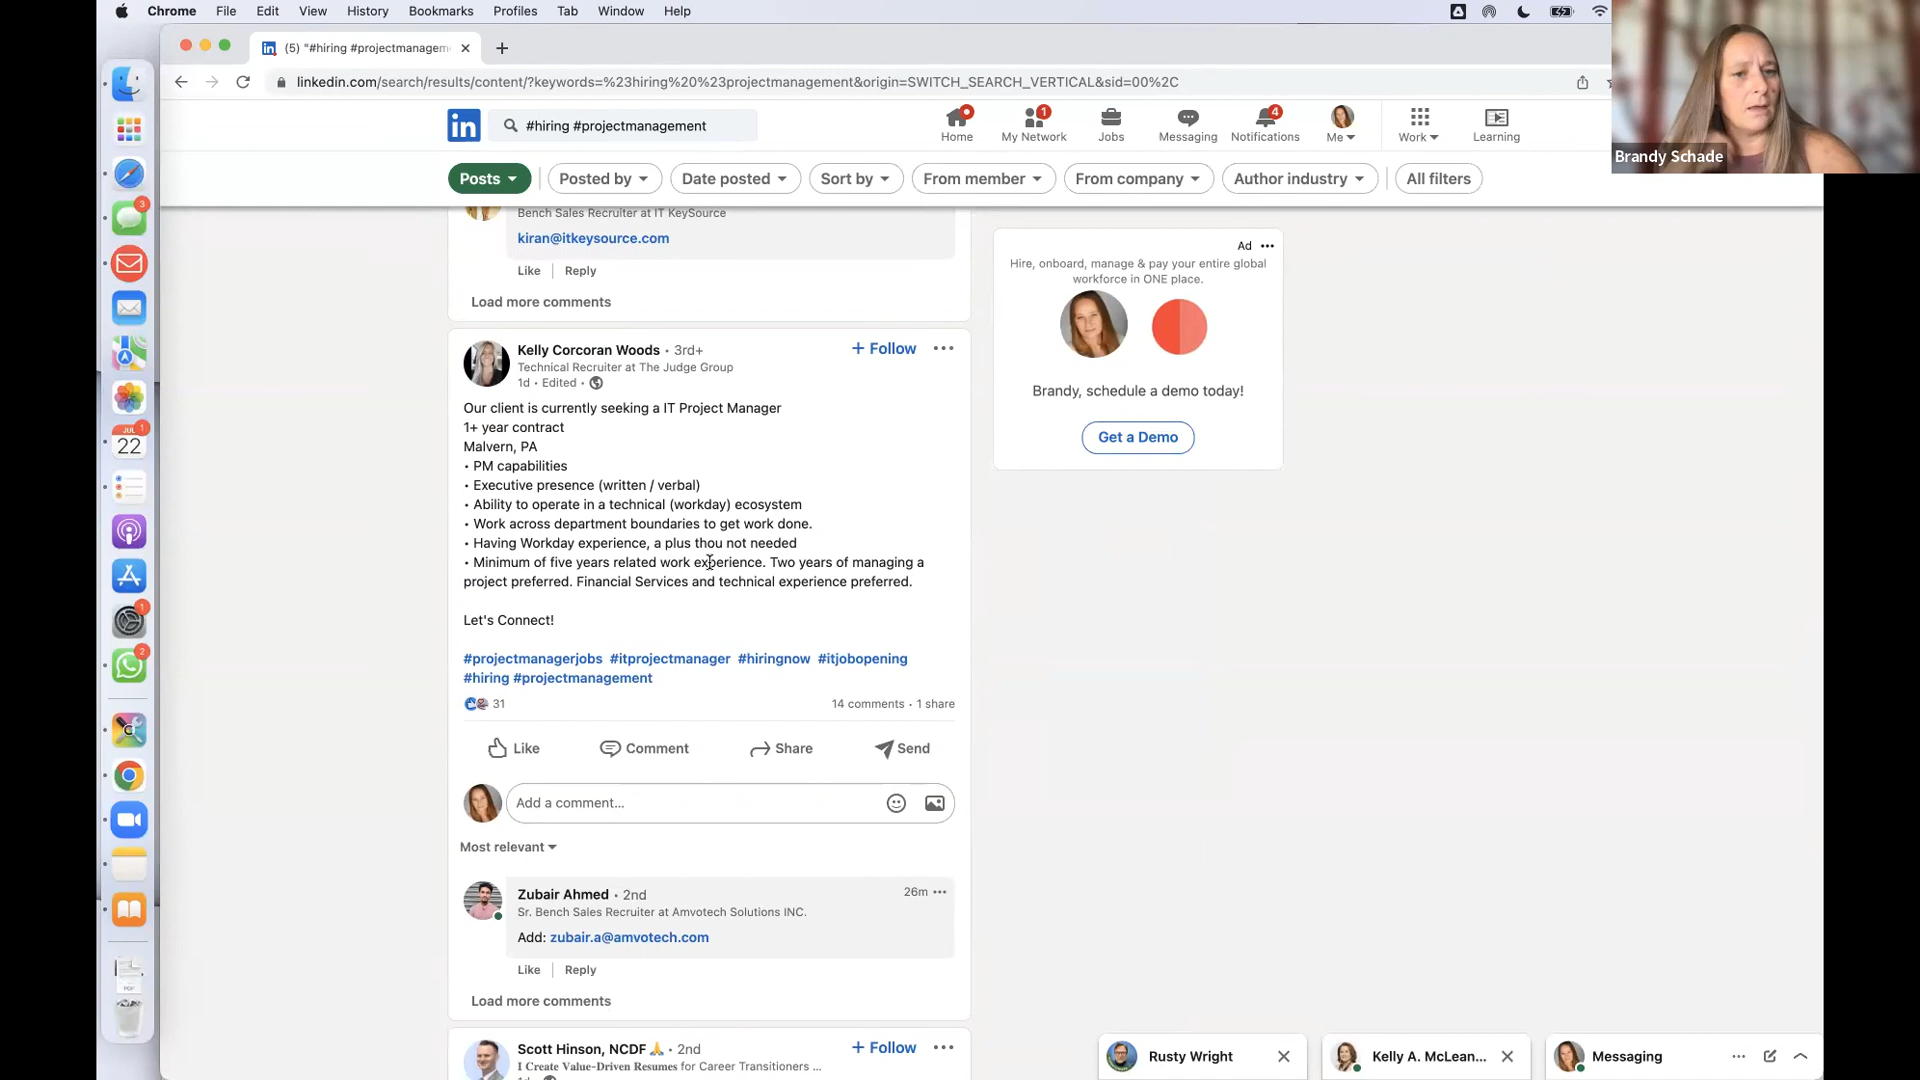 Chrome File Edit View History Bookmarks Profiles Tab Window Help
(5) "#hiring #projectmanagem
linkedin.com/search/results/content/?keywords=%23hiring%20%23projectmanagement&origin=SWITCH_SEARCH_VERTICAL&sid=00%2C
Brandy Schade
in
#hiring #projectmanagement
Home
1
My Network
Jobs
Messaging
4
Notifications
Me
Work
Learning
Posts
Posted by
Date posted
Sort by
From member
From company
Author industry
All filters
3
JUL
1
22
1
2
PDF
Bench Sales Recruiter at IT KeySource
kiran@itkeysource.com
Like Reply
Load more comments
Kelly Corcoran Woods • 3rd+
+ Follow
Technical Recruiter at The Judge Group
1d • Edited •
Our client is currently seeking a IT Project Manager
1+ year contract
Malvern, PA
• PM capabilities
• Executive presence (written / verbal)
• Ability to operate in a technical (workday) ecosystem
• Work across department boundaries to get work done.
• Having Workday experience, a plus thou not needed
• Minimum of five years related work experience. Two years of managing a
project preferred. Financial Services and technical experience preferred.
Let's Connect!
#projectmanagerjobs #itprojectmanager #hiringnow #itjobopening
#hiring #projectmanagement
31
14 comments • 1 share
Like
Comment
Share
Send
Add a comment...
Most relevant
Zubair Ahmed • 2nd
26m
Sr. Bench Sales Recruiter at Amvotech Solutions INC.
Add: zubair.a@amvotech.com
Like Reply
Load more comments
Scott Hinson, NCDF 🙏 • 2nd
+ Follow
I Create Value-Driven Resumes for Career Transitioners ...
1d
Ad
Hire, onboard, manage & pay your entire global
workforce in ONE place.
Brandy, schedule a demo today!
Get a Demo
Rusty Wright
Kelly A. McLean...
Messaging